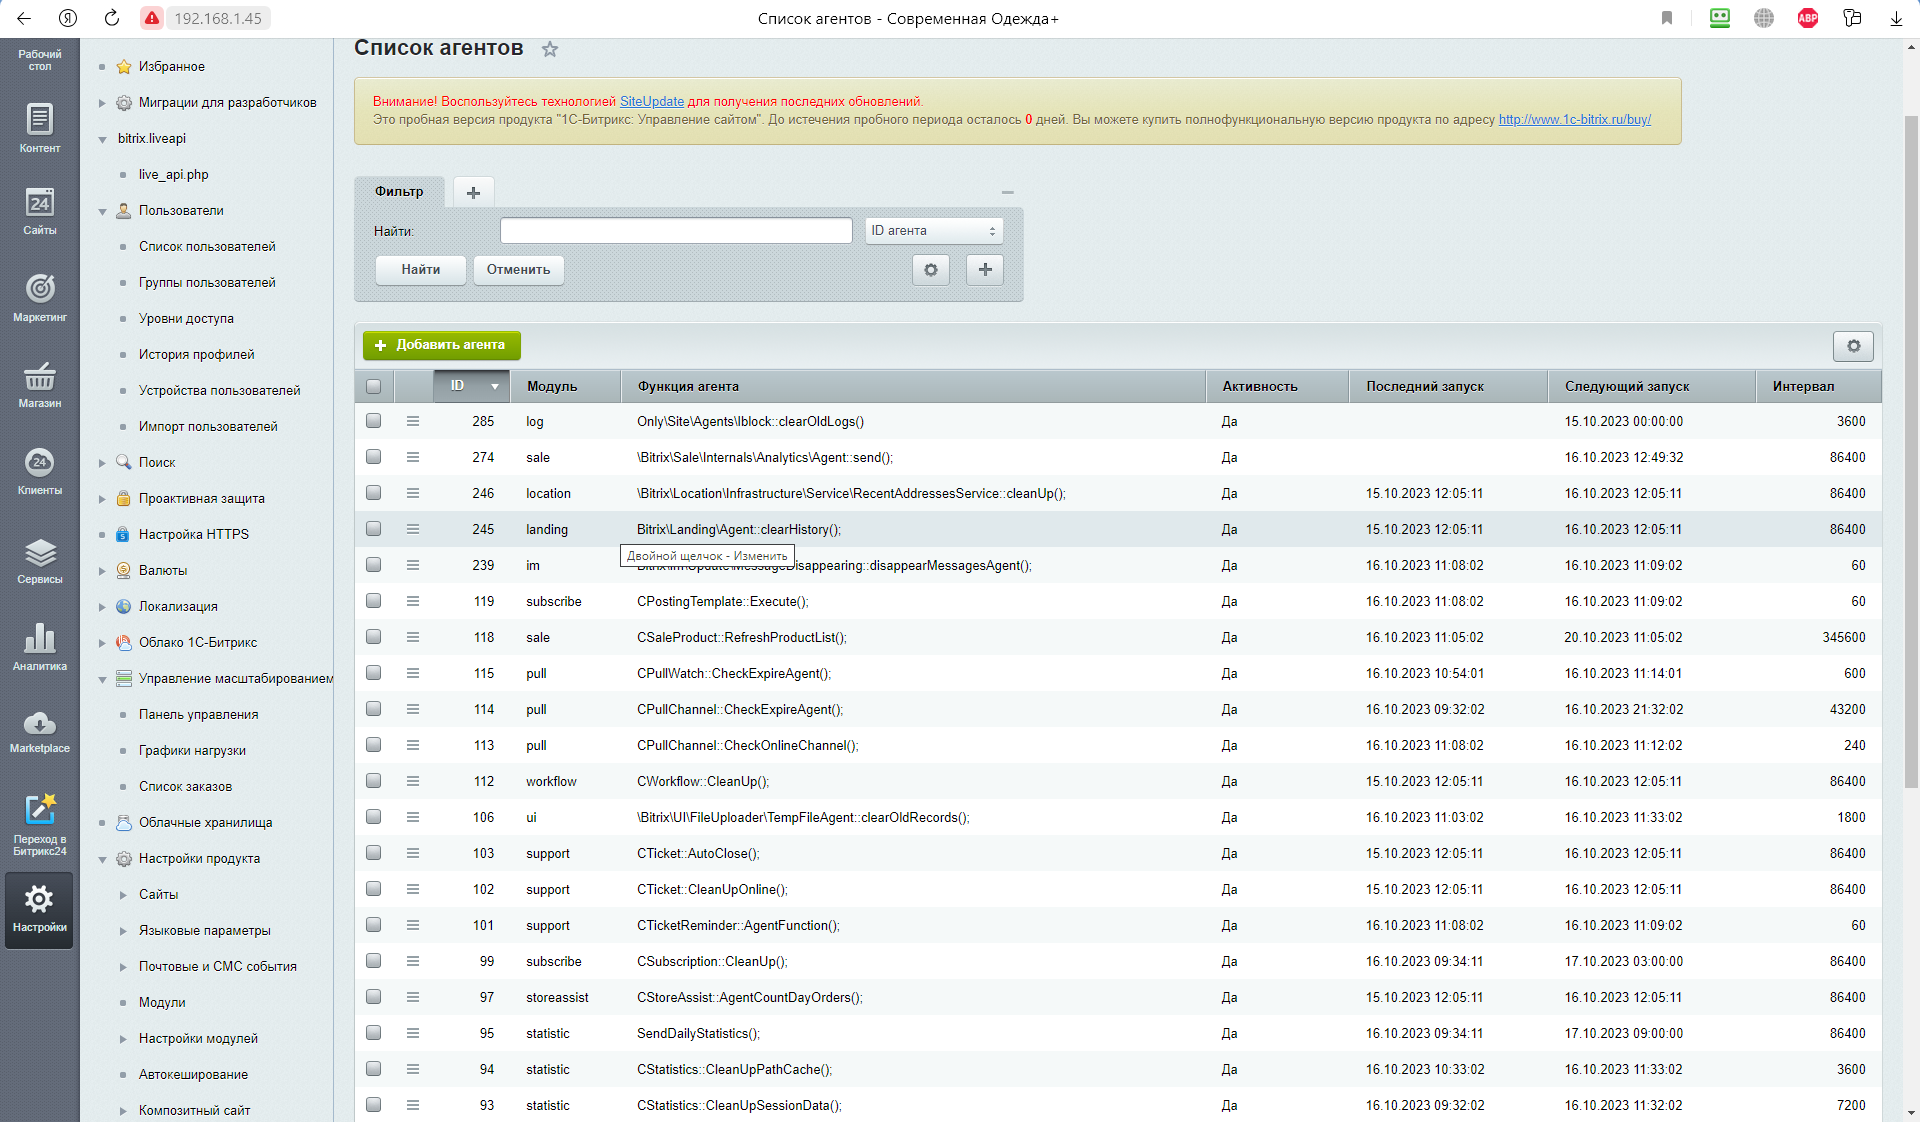 192.168.1.45
Список агентов - Современная Одежда+
ABP
Рабочий
стол
Контент
24
Сайты
Маркетинг
Магазин
24
Клиенты
Сервисы
Аналитика
Marketplace
Переход в
Битрикс24
Настройки
Избранное
Миграции для разработчиков
bitrix.liveapi
live_api.php
Пользователи
Список пользователей
Группы пользователей
Уровни доступа
История профилей
Устройства пользователей
Импорт пользователей
Поиск
Проактивная защита
Настройка HTTPS
Валюты
Локализация
Облако 1С-Битрикс
Управление масштабированием
Панель управления
Графики нагрузки
Список заказов
Облачные хранилища
Настройки продукта
Сайты
Языковые параметры
Почтовые и СМС события
Модули
Настройки модулей
Автокеширование
Композитный сайт
Список агентов
Внимание! Воспользуйтесь технологией SiteUpdate для получения последних обновлений.
Это пробная версия продукта "1С-Битрикс: Управление сайтом". До истечения пробного периода осталось 0 дней. Вы можете купить полнофункциональную версию продукта по адресу http://www.1c-bitrix.ru/buy/
Фильтр
Найти: ID агента
Найти Отменить
Добавить агента
ID Модуль Функция агента Активность Последний запуск Следующий запуск Интервал
285 log Only\Site\Agents\Iblock::clearOldLogs() Да 15.10.2023 00:00:00 3600
274 sale \Bitrix\Sale\Internals\Analytics\Agent::send(); Да 16.10.2023 12:49:32 86400
246 location \Bitrix\Location\Infrastructure\Service\RecentAddressesService::cleanUp(); Да 15.10.2023 12:05:11 16.10.2023 12:05:11 86400
245 landing Bitrix\Landing\Agent::clearHistory(); Да 15.10.2023 12:05:11 16.10.2023 12:05:11 86400
Двойной щелчок - Изменить
239 im Disappearing::disappearMessagesAgent(); Да 16.10.2023 11:08:02 16.10.2023 11:09:02 60
119 subscribe CPostingTemplate::Execute(); Да 16.10.2023 11:08:02 16.10.2023 11:09:02 60
118 sale CSaleProduct::RefreshProductList(); Да 16.10.2023 11:05:02 20.10.2023 11:05:02 345600
115 pull CPullWatch::CheckExpireAgent(); Да 16.10.2023 10:54:01 16.10.2023 11:14:01 600
114 pull CPullChannel::CheckExpireAgent(); Да 16.10.2023 09:32:02 16.10.2023 21:32:02 43200
113 pull CPullChannel::CheckOnlineChannel(); Да 16.10.2023 11:08:02 16.10.2023 11:12:02 240
112 workflow CWorkflow::CleanUp(); Да 15.10.2023 12:05:11 16.10.2023 12:05:11 86400
106 ui \Bitrix\UI\FileUploader\TempFileAgent::clearOldRecords(); Да 16.10.2023 11:03:02 16.10.2023 11:33:02 1800
103 support CTicket::AutoClose(); Да 15.10.2023 12:05:11 16.10.2023 12:05:11 86400
102 support CTicket::CleanUpOnline(); Да 15.10.2023 12:05:11 16.10.2023 12:05:11 86400
101 support CTicketReminder::AgentFunction(); Да 16.10.2023 11:08:02 16.10.2023 11:09:02 60
99 subscribe CSubscription::CleanUp(); Да 16.10.2023 09:34:11 17.10.2023 03:00:00 86400
97 storeassist CStoreAssist::AgentCountDayOrders(); Да 15.10.2023 12:05:11 16.10.2023 12:05:11 86400
95 statistic SendDailyStatistics(); Да 16.10.2023 09:34:11 17.10.2023 09:00:00 86400
94 statistic CStatistics::CleanUpPathCache(); Да 16.10.2023 10:33:02 16.10.2023 11:33:02 3600
93 statistic CStatistics::CleanUpSessionData(); Да 16.10.2023 09:32:02 16.10.2023 11:32:02 7200